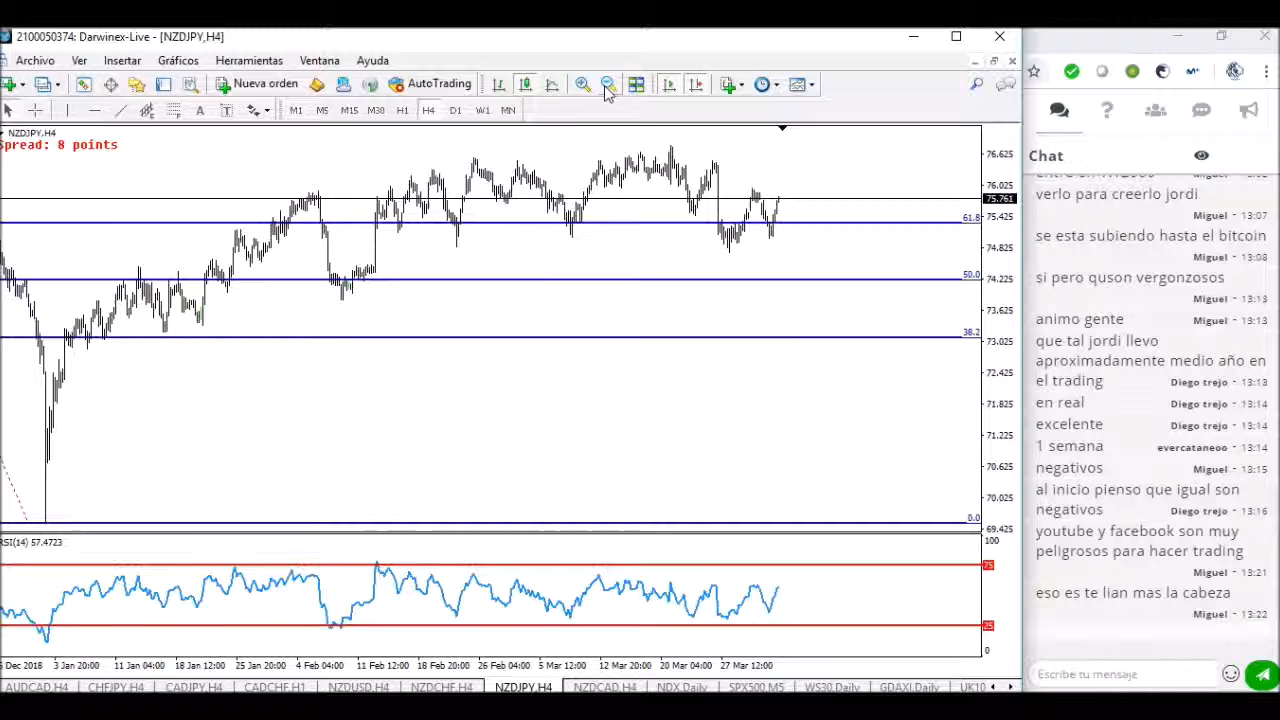 2100050374: Darwinex-Live - [NZDJPY,H4]
Archivo Ver Insertar Gráficos Herramientas Ventana Ayuda
Nueva orden AutoTrading
A T M1 M5 M15 M30 H1 H4 D1 W1 MN
NZDJPY,H4
Spread: 8 points
76.625
76.025
75.761
75.425
61.8
74.825
74.225
50.0
73.625
73.025
38.2
72.425
71.825
71.225
70.625
70.025
69.425
0.0
RSI(14) 57.4723
100
75
25
0
Dec 2018 3 Jan 20:00 11 Jan 04:00 18 Jan 12:00 25 Jan 20:00 4 Feb 04:00 11 Feb 12:00 18 Feb 20:00 26 Feb 04:00 5 Mar 12:00 12 Mar 20:00 20 Mar 04:00 27 Mar 12:00
AUDCAD,H4 CHFJPY,H4 CADJPY,H4 CADCHF,H1 NZDUSD,H4 NZDCHF,H4 NZDJPY,H4 NZDCAD,H4 NDX,Daily SPX500,M5 WS30,Daily GDAXI,Daily UK10
Chat
verlo para creerlo jordi
Miguel - 13:07
se esta subiendo hasta el bitcoin
Miguel - 13:08
si pero quson vergonzosos
Miguel - 13:13
animo gente
Miguel - 13:13
que tal jordi llevo
aproximadamente medio año en
el trading
Diego trejo - 13:13
en real
Diego trejo - 13:14
excelente
Diego trejo - 13:14
1 semana
evercataneoo - 13:14
negativos
Miguel - 13:15
al inicio pienso que igual son
negativos
Diego trejo - 13:16
youtube y facebook son muy
peligrosos para hacer trading
Miguel - 13:21
eso es te lian mas la cabeza
Miguel - 13:22
Escribe tu mensaje